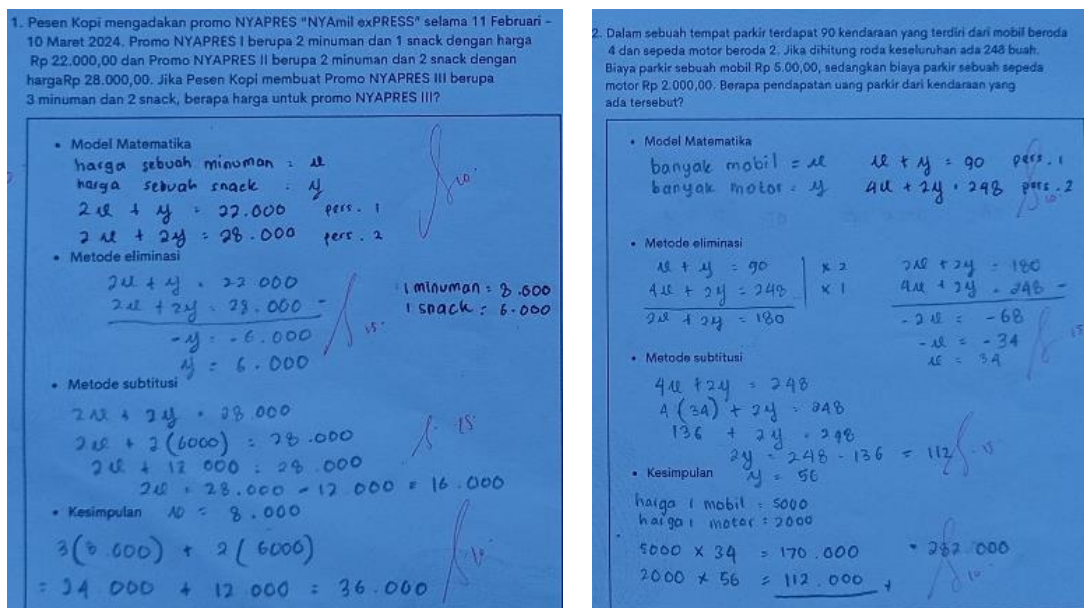 1. Pesen Kopi mengadakan promo NYAPRES "NYAmil exPRESS" selama 11 Februari -
10 Maret 2024. Promo NYAPRES I berupa 2 minuman dan 1 snack dengan harga
Rp 22.000,00 dan Promo NYAPRES II berupa 2 minuman dan 2 snack dengan
hargaRp 28.000,00. Jika Pesen Kopi membuat Promo NYAPRES III berupa
3 minuman dan 2 snack, berapa harga untuk promo NYAPRES III?
• Model Matematika
harga sebuah minuman : x
harga sebuah snack : y
2x + y = 22.000 pers. 1
2x + 2y = 28.000 pers. 2
10
• Metode eliminasi
2x + y = 22 000
2x + 2y = 28.000 -
-y = -6.000
y = 6.000
15
1 minuman = 8.000
1 snack = 6.000
• Metode subtitusi
2x + 2y = 28 000
2x + 2(6000) = 28.000
2x + 12 000 = 28.000
2x = 28.000 - 12.000 = 16.000
15
• Kesimpulan x = 8.000
3(8.000) + 2(6000)
= 24 000 + 12 000 = 36.000
10
2. Dalam sebuah tempat parkir terdapat 90 kendaraan yang terdiri dari mobil beroda
4 dan sepeda motor beroda 2. Jika dihitung roda keseluruhan ada 248 buah.
Biaya parkir sebuah mobil Rp 5.00,00, sedangkan biaya parkir sebuah sepeda
motor Rp 2.000,00. Berapa pendapatan uang parkir dari kendaraan yang
ada tersebut?
• Model Matematika
banyak mobil = x x + y = 90 pers. 1
banyak motor = y 4x + 2y = 248 pers. 2
10
• Metode eliminasi
x + y = 90 | x 2
4x + 2y = 248 | x 1
2x + 2y = 180
2x + 2y = 180
4x + 2y = 248 -
-2x = -68
-x = -34
x = 34
15
• Metode subtitusi
4x + 2y = 248
4(34) + 2y = 248
136 + 2y = 248
2y = 248 - 136 = 112
15
• Kesimpulan y = 56
harga 1 mobil = 5000
harga 1 motor = 2000
5000 x 34 = 170.000
2000 x 56 = 112.000 +
= 282.000
10